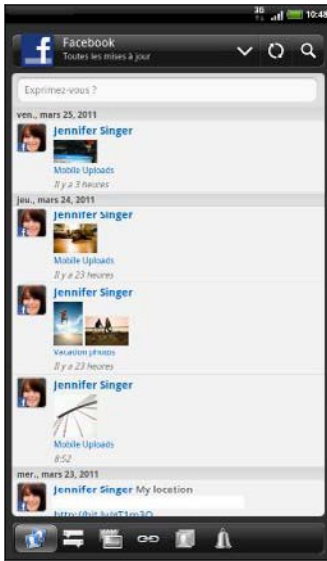 3G 10:48
Facebook
Toutes les mises à jour
Exprimez-vous ?
ven., mars 25, 2011
Jennifer Singer
Mobile Uploads
Il y a 3 heures
jeu., mars 24, 2011
Jennifer Singer
Mobile Uploads
Il y a 23 heures
Jennifer Singer
Vacation photos
Il y a 23 heures
Jennifer Singer
Mobile Uploads
8:52
mer., mars 23, 2011
Jennifer Singer My location